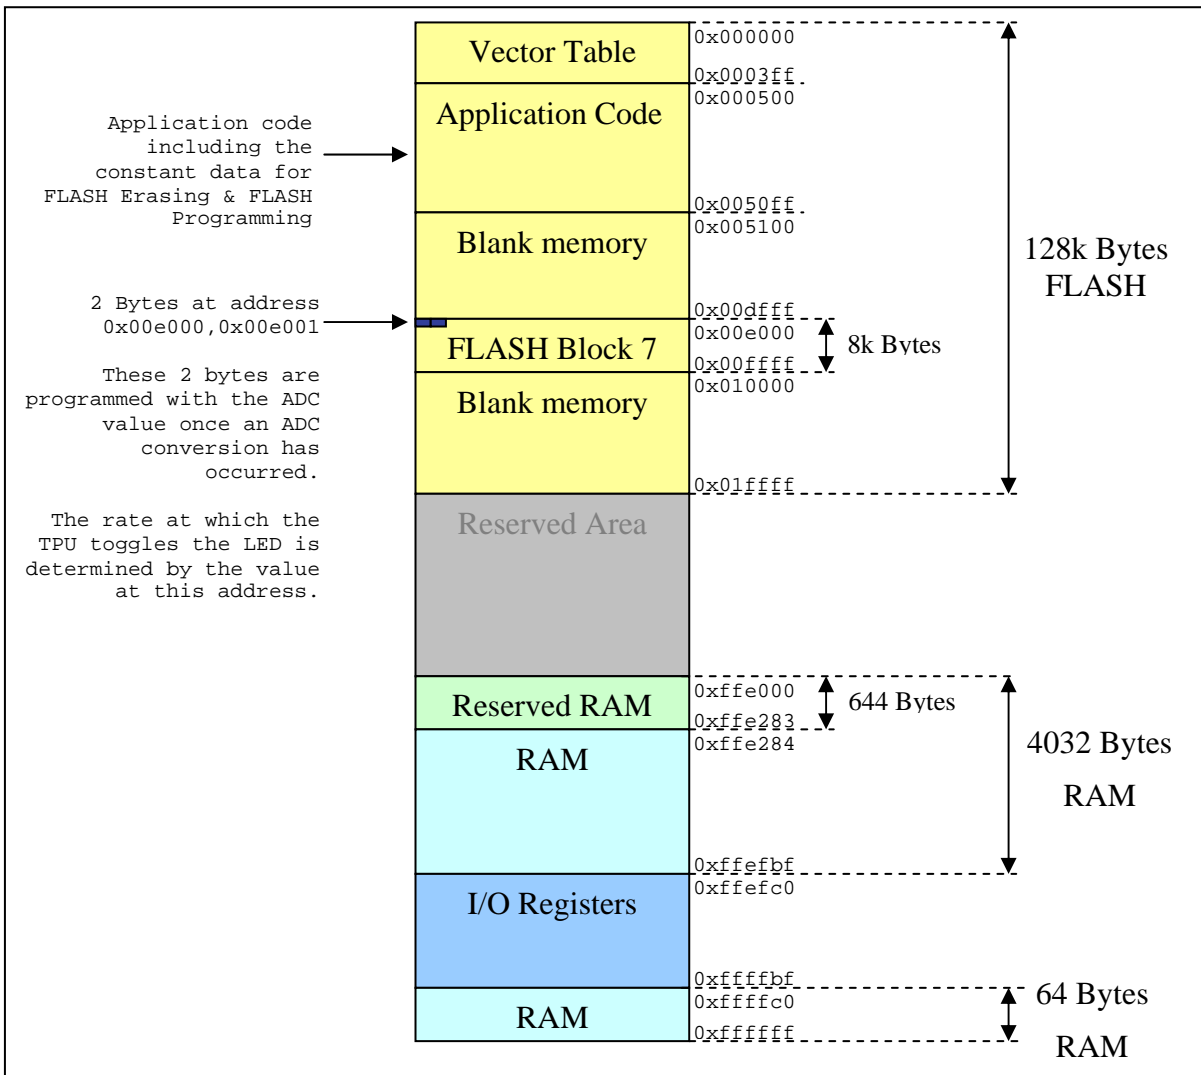 Vector Table
0x000000
0x0003ff
Application Code
0x000500
Application code
including the
constant data for
FLASH Erasing & FLASH
Programming
0x0050ff
Blank memory
0x005100
128k Bytes
FLASH
2 Bytes at address
0x00e000,0x00e001
0x00dfff
0x00e000
FLASH Block 7
8k Bytes
0x00ffff
These 2 bytes are
programmed with the ADC
value once an ADC
conversion has
occurred.
Blank memory
0x010000
0x01ffff
The rate at which the
TPU toggles the LED is
determined by the value
at this address.
Reserved Area
Reserved RAM
0xffe000
0xffe283
644 Bytes
RAM
0xffe284
4032 Bytes
RAM
0xffefbf
I/O Registers
0xffefc0
0xffffbf
RAM
0xffffc0
0xffffff
64 Bytes
RAM